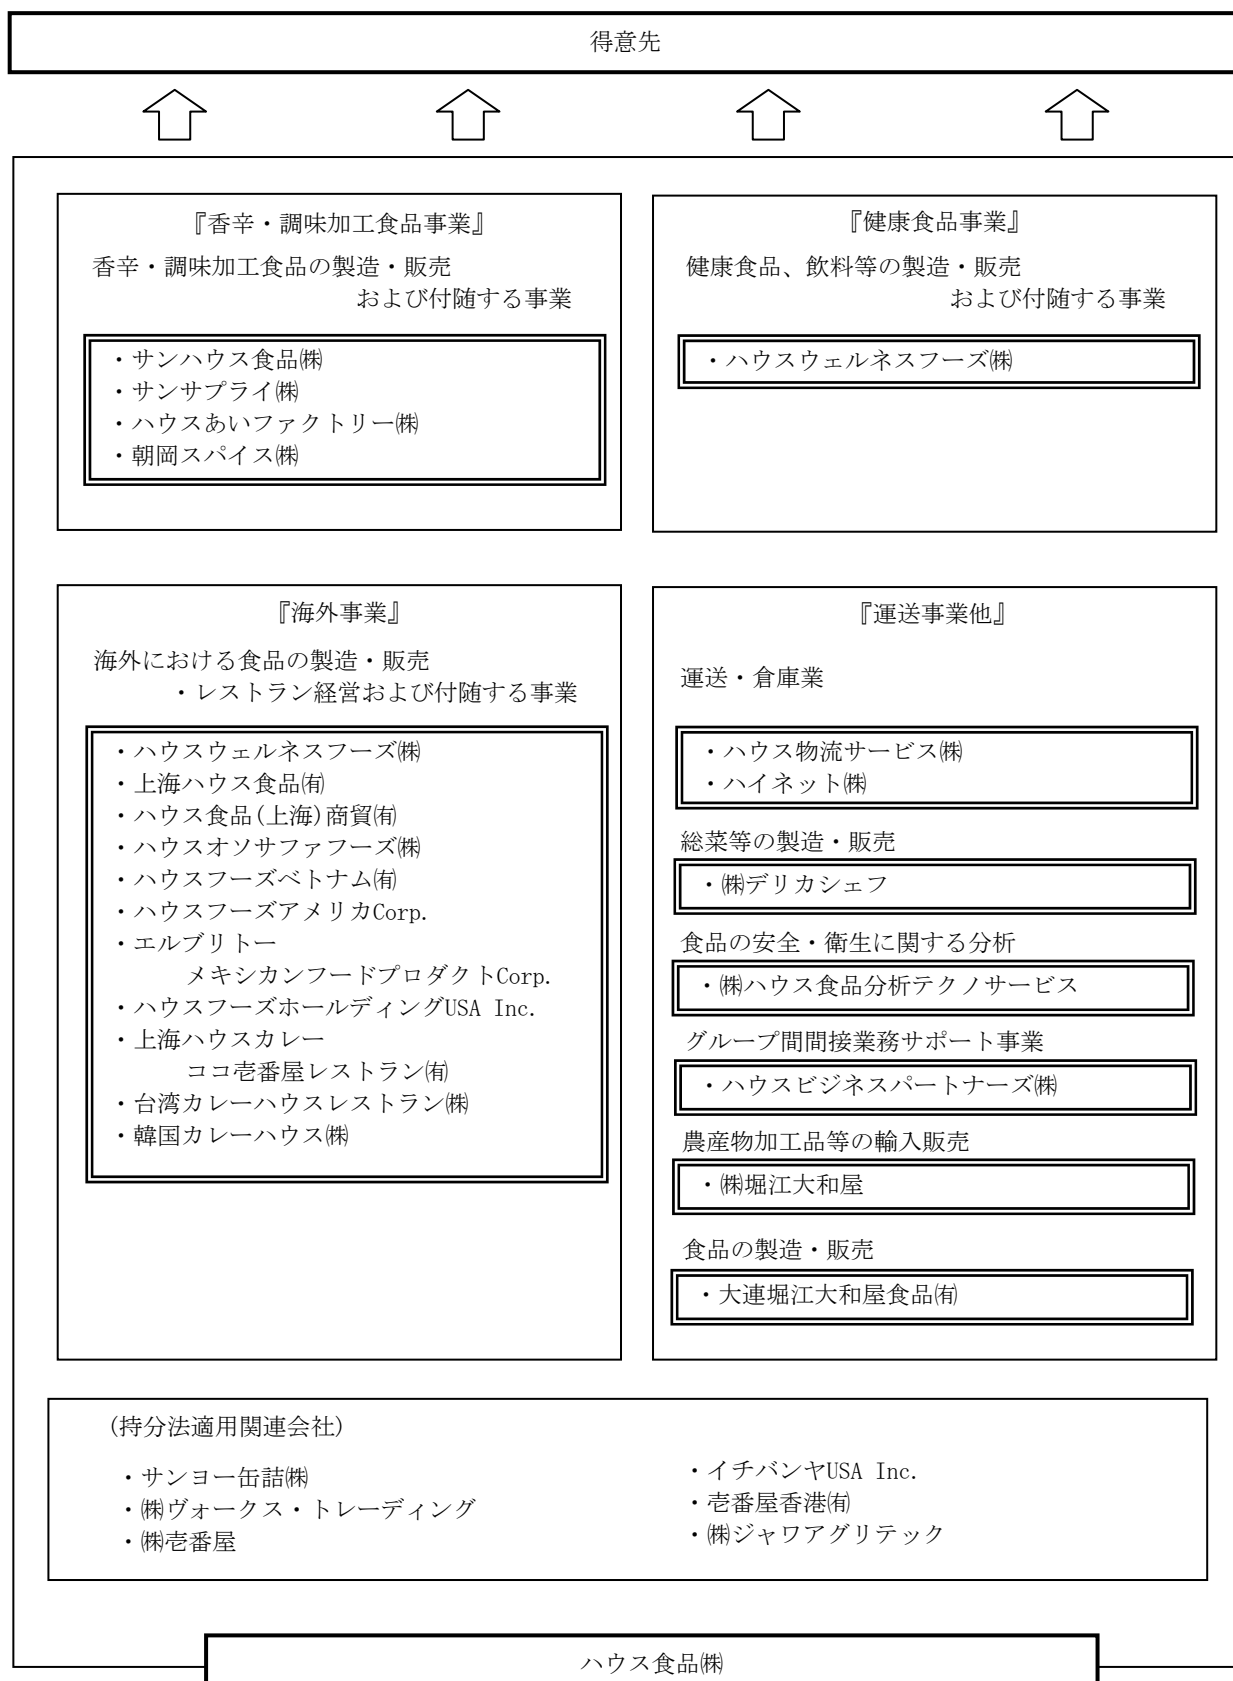 得意先
『香辛・調味加工食品事業』
香辛・調味加工食品の製造・販売
および付随する事業
・サンハウス食品㈱
・サンサプライ㈱
・ハウスあいファクトリー㈱
・朝岡スパイス㈱
『健康食品事業』
健康食品、飲料等の製造・販売
および付随する事業
・ハウスウェルネスフーズ㈱
『海外事業』
海外における食品の製造・販売
・レストラン経営および付随する事業
・ハウスウェルネスフーズ㈱
・上海ハウス食品㈲
・ハウス食品(上海)商貿㈲
・ハウスオソサファフーズ㈱
・ハウスフーズベトナム㈲
・ハウスフーズアメリカCorp.
・エルブリトー
メキシカンフードプロダクトCorp.
・ハウスフーズホールディングUSA Inc.
・上海ハウスカレー
ココ壱番屋レストラン㈲
・台湾カレーハウスレストラン㈱
・韓国カレーハウス㈱
『運送事業他』
運送・倉庫業
・ハウス物流サービス㈱
・ハイネット㈱
総菜等の製造・販売
・㈱デリカシェフ
食品の安全・衛生に関する分析
・㈱ハウス食品分析テクノサービス
グループ間間接業務サポート事業
・ハウスビジネスパートナーズ㈱
農産物加工品等の輸入販売
・㈱堀江大和屋
食品の製造・販売
・大連堀江大和屋食品㈲
(持分法適用関連会社)
・サンヨー缶詰㈱
・㈱ヴォークス・トレーディング
・㈱壱番屋
・イチバンヤUSA Inc.
・壱番屋香港㈲
・㈱ジャワアグリテック
ハウス食品㈱